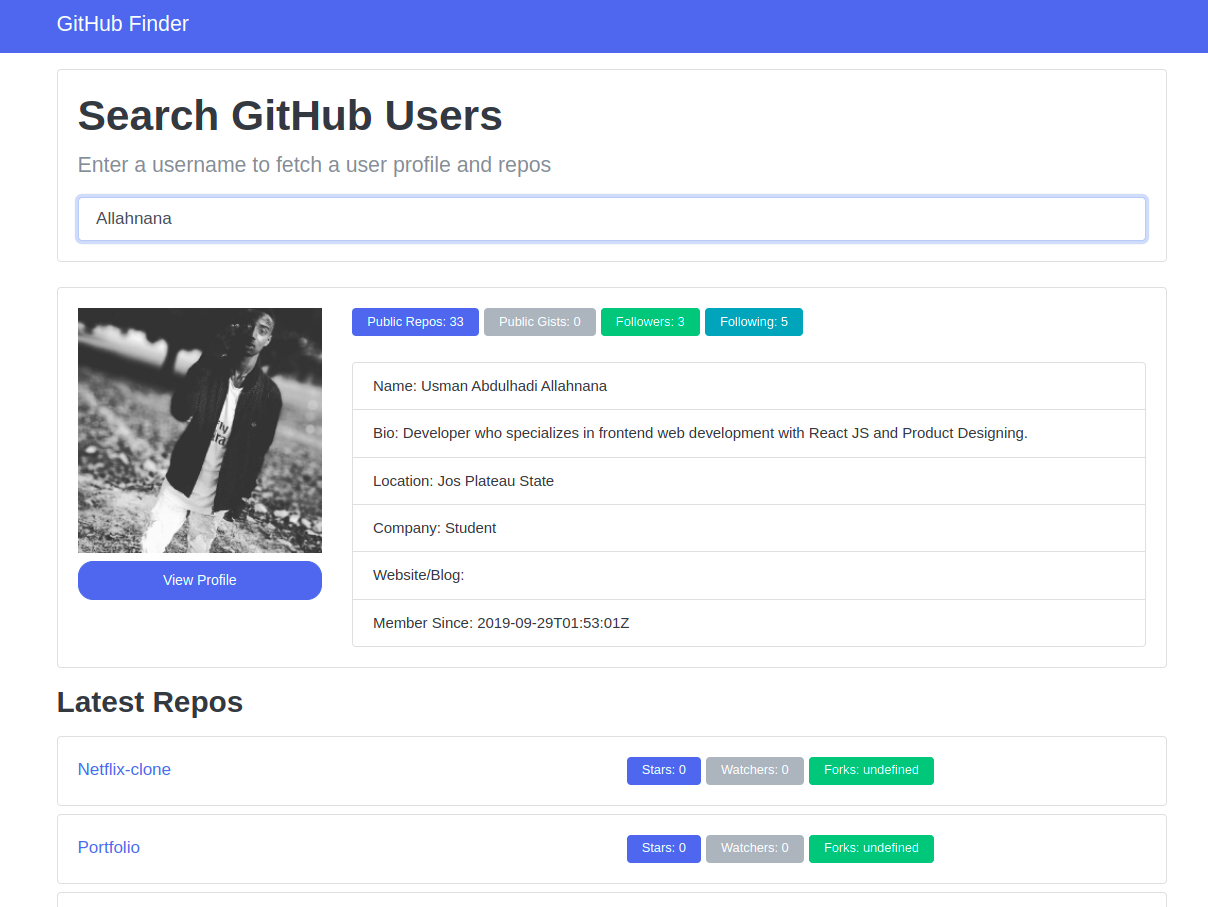 GitHub Finder
Search GitHub Users
Enter a username to fetch a user profile and repos
Allahnana
Public Repos: 33 Public Gists: 0 Followers: 3 Following: 5
Name: Usman Abdulhadi Allahnana
Bio: Developer who specializes in frontend web development with React JS and Product Designing.
Location: Jos Plateau State
Company: Student
Website/Blog:
Member Since: 2019-09-29T01:53:01Z
View Profile
Latest Repos
Netflix-clone Stars: 0 Watchers: 0 Forks: undefined
Portfolio Stars: 0 Watchers: 0 Forks: undefined